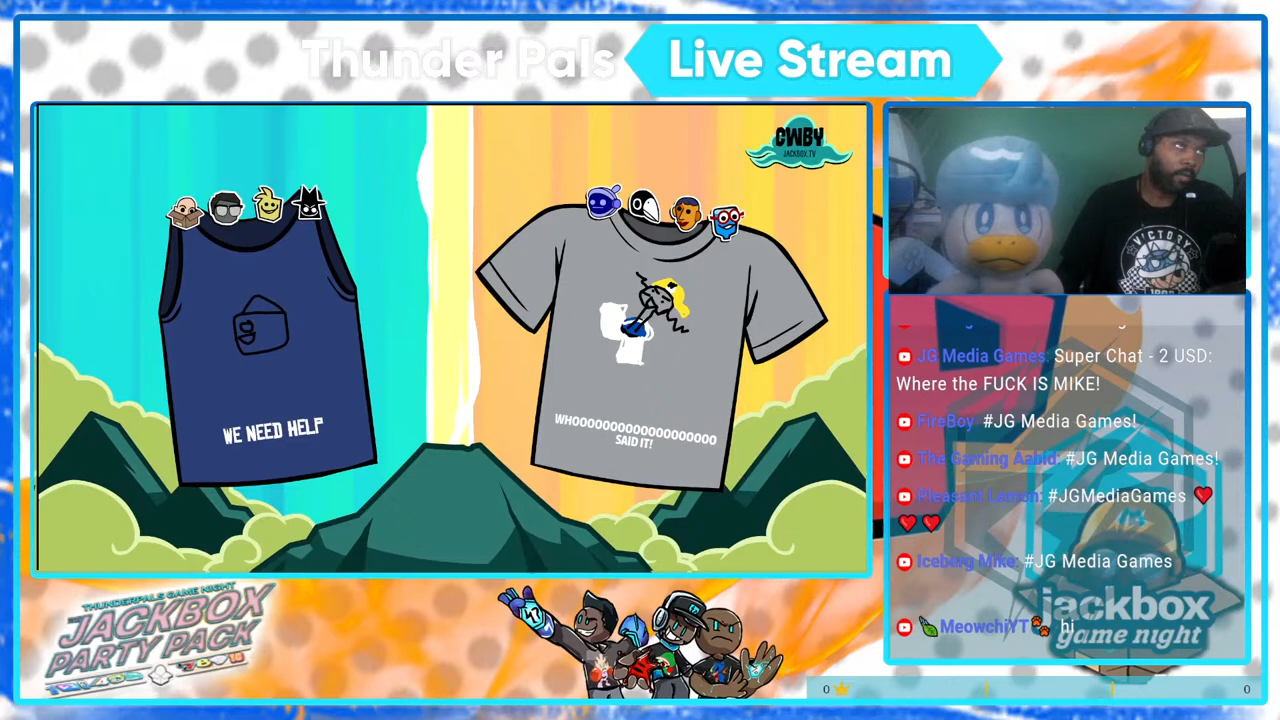 Thunder Pals
Live Stream
CWBY
JACKBOX.TV
WE NEED HELP
WHOOOOOOOOOOOOOOOOOOOO
SAID IT!
VICTORY
JG Media Games: Super Chat - 2 USD:
Where the FUCK IS MIKE!
FireBoy: #JG Media Games!
The Gaming Aabid: #JG Media Games!
Pleasant Lemon: #JGMediaGames ❤️
❤️ ❤️
Iceberg Mike: #JG Media Games
MeowchiYT🐾 hi
jackbox
game night
THUNDERPALS GAME NIGHT
JACKBOX
PARTY PACK
0
0